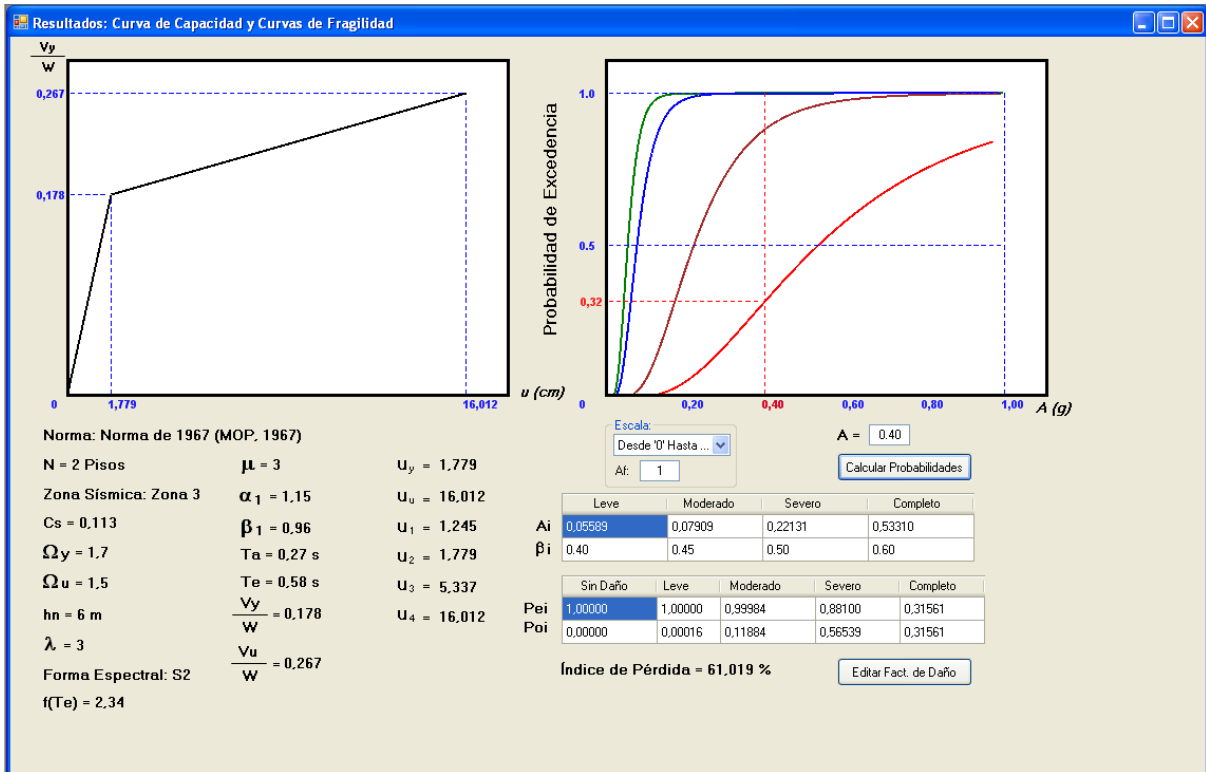 Resultados: Curva de Capacidad y Curvas de Fragilidad
Vy
W
0,267
0,178
0
1,779
16,012
u (cm)
Probabilidad de Excedencia
1.0
0.5
0,32
0
0,20
0,40
0,60
0,80
1,00
A (g)
Norma: Norma de 1967 (MOP, 1967)
N = 2 Pisos
Zona Sísmica: Zona 3
Cs = 0,113
Ωy = 1,7
Ωu = 1,5
hn = 6 m
λ = 3
Forma Espectral: S2
f(Te) = 2,34
μ = 3
α1 = 1,15
β1 = 0,96
Ta = 0,27 s
Te = 0,58 s
Vy
W = 0,178
Vu
W = 0,267
uy = 1,779
uu = 16,012
u1 = 1,245
u2 = 1,779
u3 = 5,337
u4 = 16,012
Escala:
Desde '0' Hasta ...
Af: 1
A = 0.40
Calcular Probabilidades
Leve Moderado Severo Completo
Ai 0,05589 0,07909 0,22131 0,53310
βi 0.40 0.45 0.50 0.60
Sin Daño Leve Moderado Severo Completo
Pei 1,00000 1,00000 0,99984 0,88100 0,31561
Poi 0,00000 0,00016 0,11884 0,56539 0,31561
Índice de Pérdida = 61,019 %
Editar Fact. de Daño